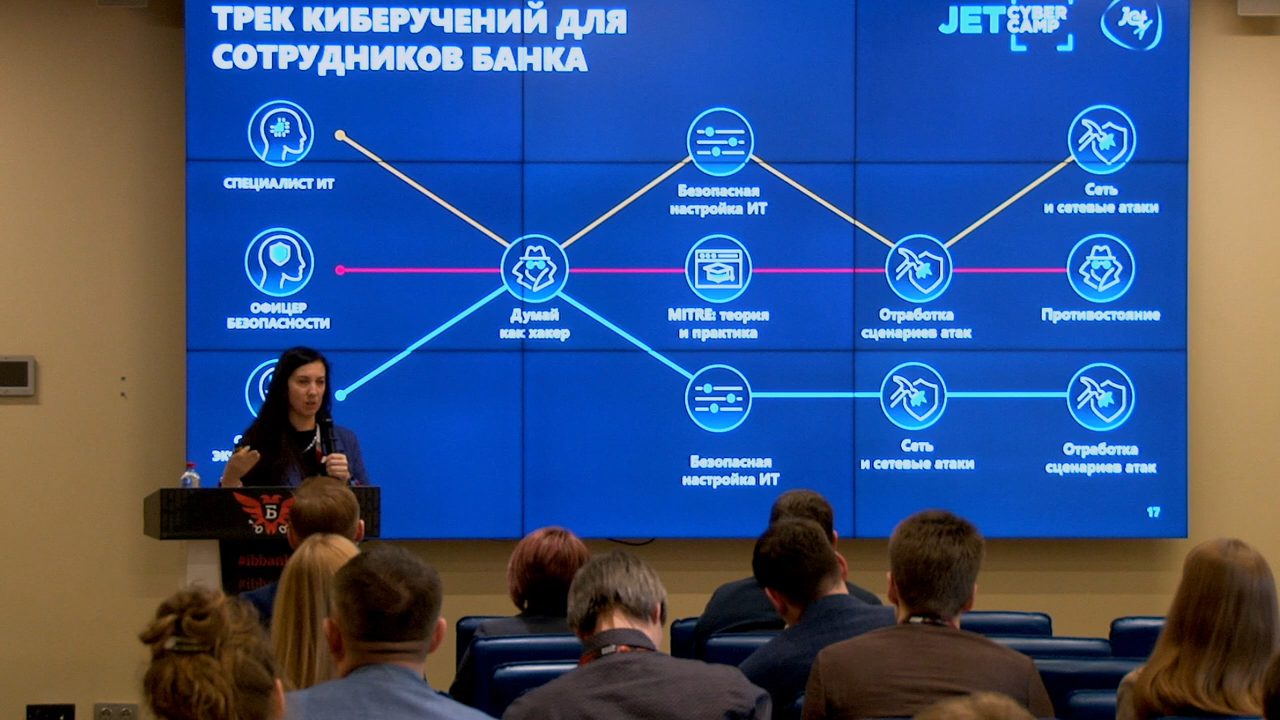 ТРЕК КИБЕРУЧЕНИЙ ДЛЯ
СОТРУДНИКОВ БАНКА
JET CYBER
CAMP
Jet
СПЕЦИАЛИСТ ИТ
Безопасная
настройка ИТ
Сеть
и сетевые атаки
ОФИЦЕР
БЕЗОПАСНОСТИ
Думай
как хакер
MITRE: теория
и практика
Отработка
сценариев атак
Противостояние
Безопасная
настройка ИТ
Сеть
и сетевые атаки
Отработка
сценариев атак
17
Б